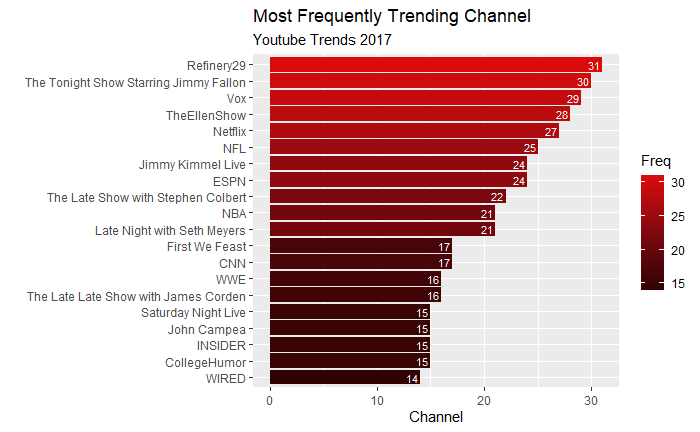 Most Frequently Trending Channel
Youtube Trends 2017
Refinery29 31
The Tonight Show Starring Jimmy Fallon 30
Vox 29
TheEllenShow 28
Netflix 27
NFL 25
Jimmy Kimmel Live 24
ESPN 24
The Late Show with Stephen Colbert 22
NBA 21
Late Night with Seth Meyers 21
First We Feast 17
CNN 17
WWE 16
The Late Late Show with James Corden 16
Saturday Night Live 15
John Campea 15
INSIDER 15
CollegeHumor 15
WIRED 14
0 10 20 30
Channel
Freq
30
25
20
15